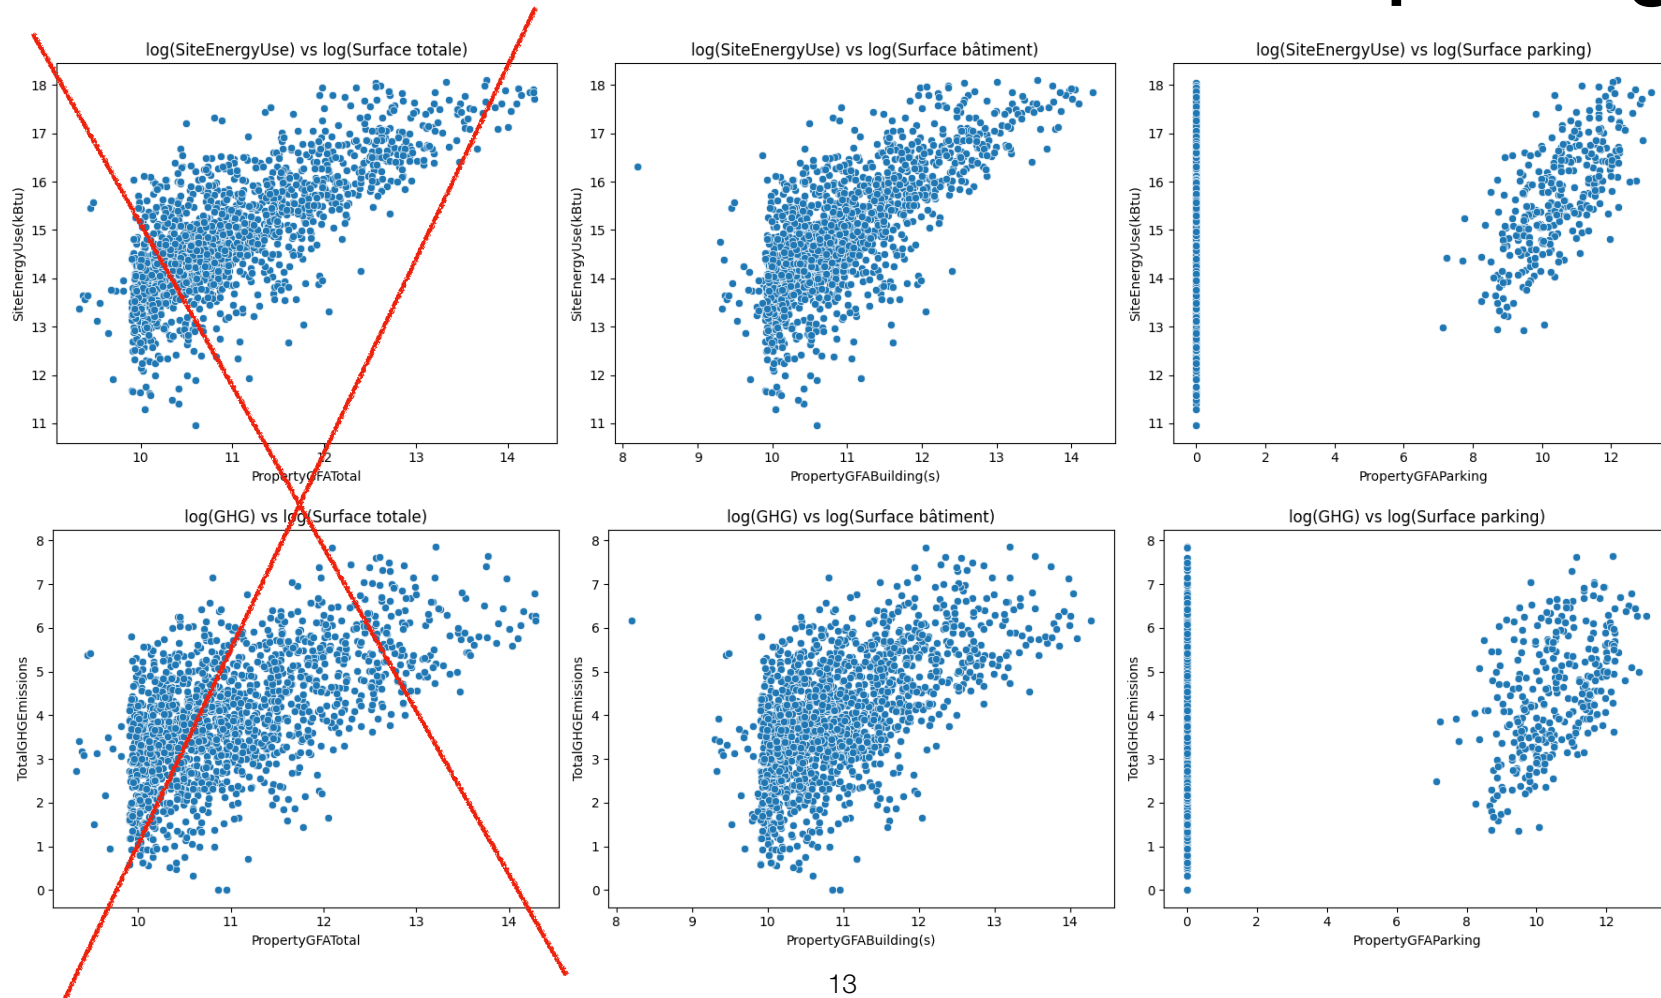 log(SiteEnergyUse) vs log(Surface totale)
18
17
16
15
14
13
12
11
SiteEnergyUse(kBtu)
10 11 12 13 14
PropertyGFATotal
log(SiteEnergyUse) vs log(Surface bâtiment)
18
17
16
15
14
13
12
11
SiteEnergyUse(kBtu)
8 9 10 11 12 13 14
PropertyGFABuilding(s)
log(SiteEnergyUse) vs log(Surface parking)
18
17
16
15
14
13
12
11
SiteEnergyUse(kBtu)
0 2 4 6 8 10 12
PropertyGFAParking
log(GHG) vs log(Surface totale)
8
7
6
5
4
3
2
1
0
TotalGHGEmissions
10 11 12 13 14
PropertyGFATotal
log(GHG) vs log(Surface bâtiment)
8
7
6
5
4
3
2
1
0
TotalGHGEmissions
8 9 10 11 12 13 14
PropertyGFABuilding(s)
log(GHG) vs log(Surface parking)
8
7
6
5
4
3
2
1
0
TotalGHGEmissions
0 2 4 6 8 10 12
PropertyGFAParking
13